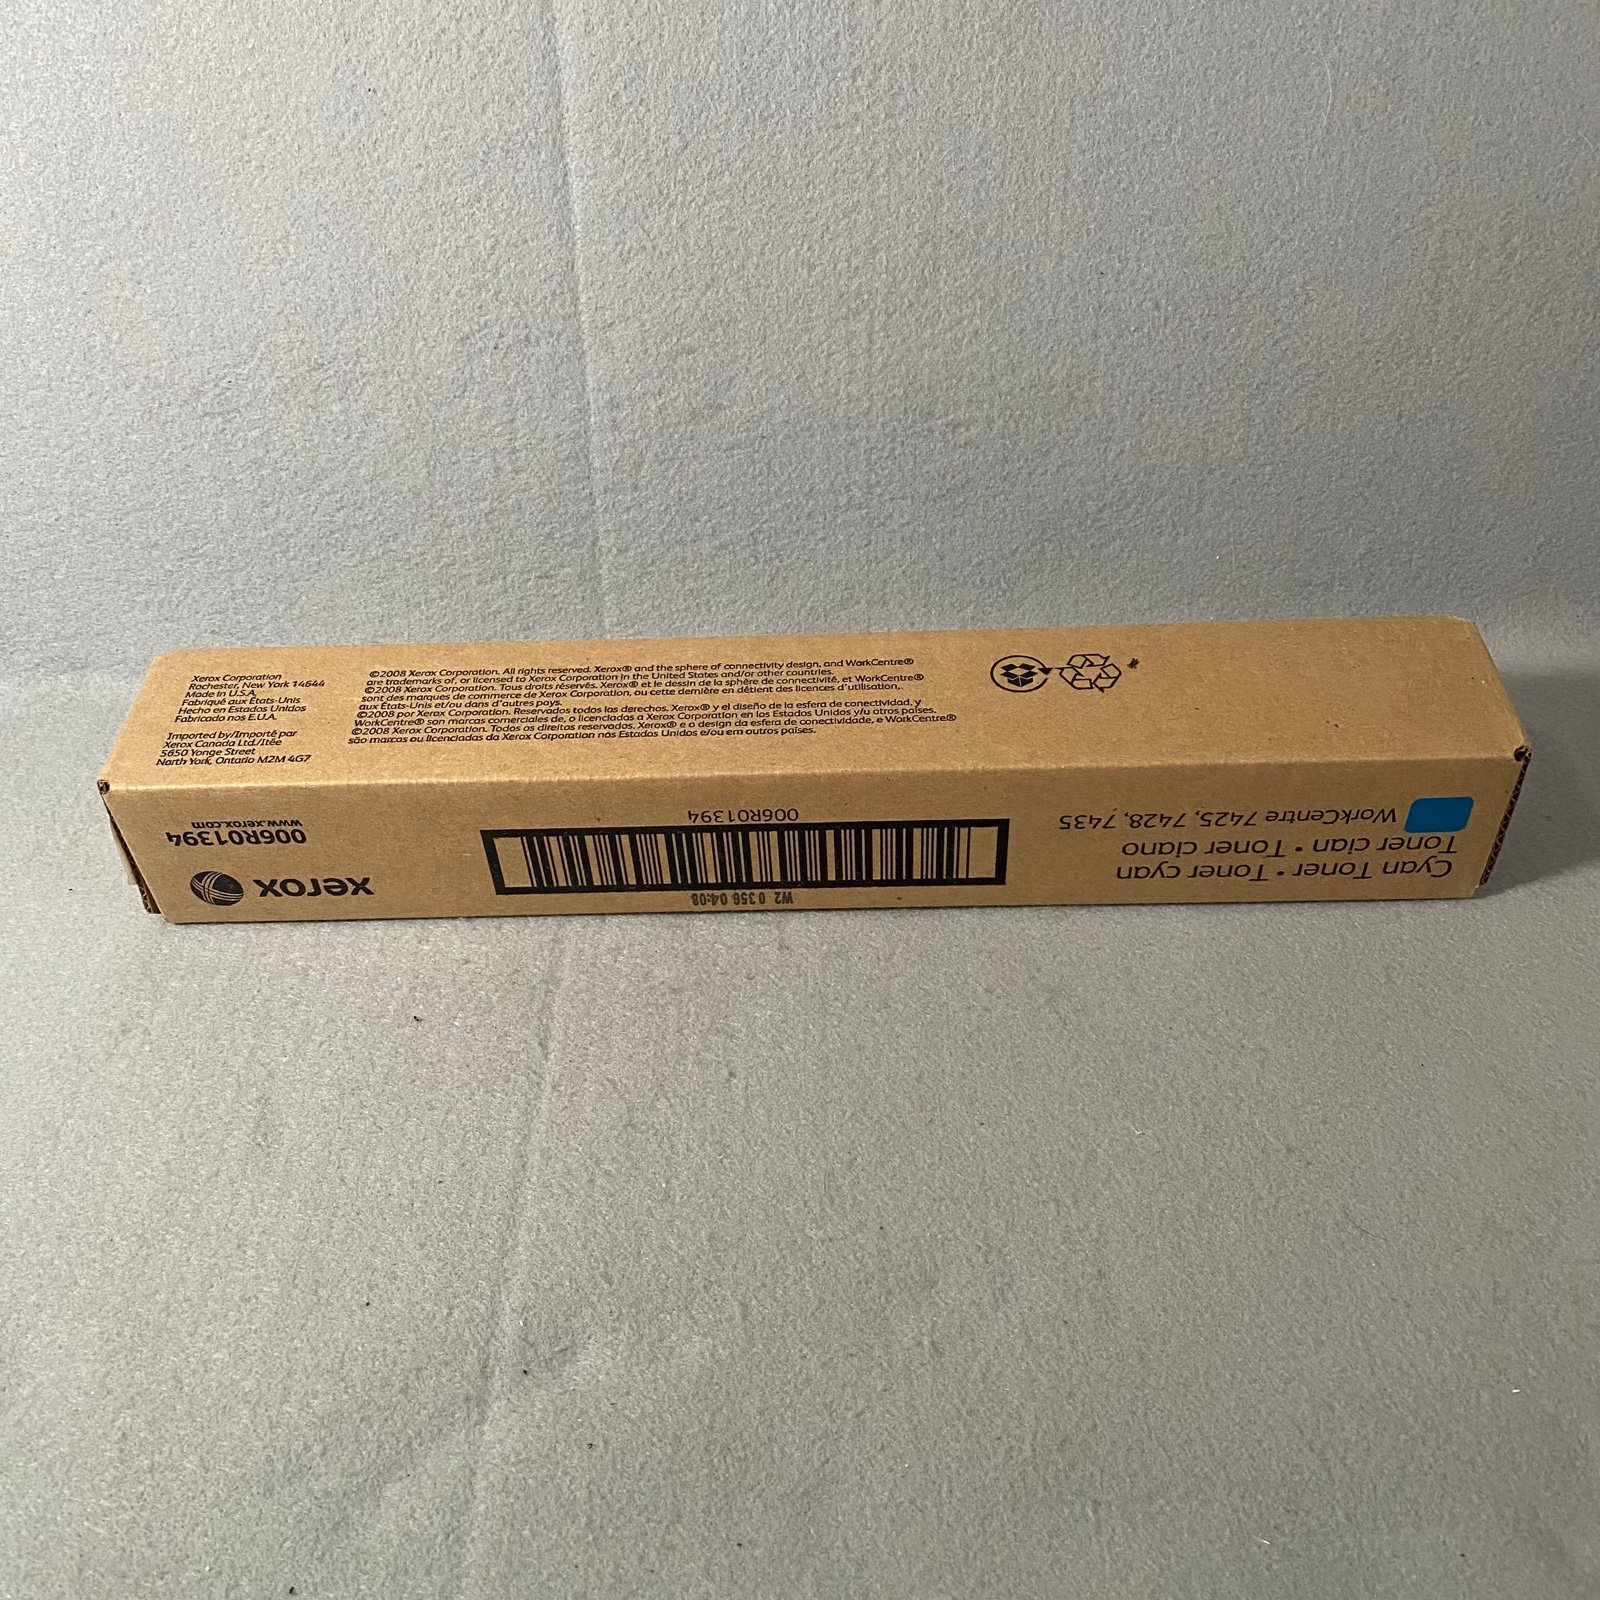 Xerox Corporation
Rochester, New York 14644
Made in U.S.A.
Fabriqué aux États-Unis
Hecho en Estados Unidos
Fabricado nos E.U.A.
Imported by/Importé par
Xerox Canada Ltd./ltée
5650 Yonge Street
North York, Ontario M2M 4G7
©2008 Xerox Corporation. All rights reserved. Xerox® and the sphere of connectivity design, and WorkCentre®
are trademarks of, or licensed to Xerox Corporation in the United States and/or other countries.
©2008 Xerox Corporation. Tous droits réservés. Xerox® et le dessin de la sphère de connectivité, et WorkCentre®
sont des marques de commerce de Xerox Corporation, ou cette dernière en détient des licences d'utilisation,
aux États-Unis et/ou dans d'autres pays.
©2008 por Xerox Corporation. Reservados todos los derechos. Xerox® y el diseño de la esfera de conectividad, y
WorkCentre® son marcas comerciales de, o licenciadas a Xerox Corporation en los Estados Unidos y/u otros países.
©2008 Xerox Corporation. Todos os direitos reservados. Xerox® e o design da esfera de conectividade, e WorkCentre®
são marcas ou licenciadas da Xerox Corporation nos Estados Unidos e/ou em outros países.
Cyan Toner • Toner cyan
Toner cian • Toner ciano
WorkCentre 7425, 7428, 7435
W2 0 356 04:08
006R01394
xerox
006R01394
www.xerox.com